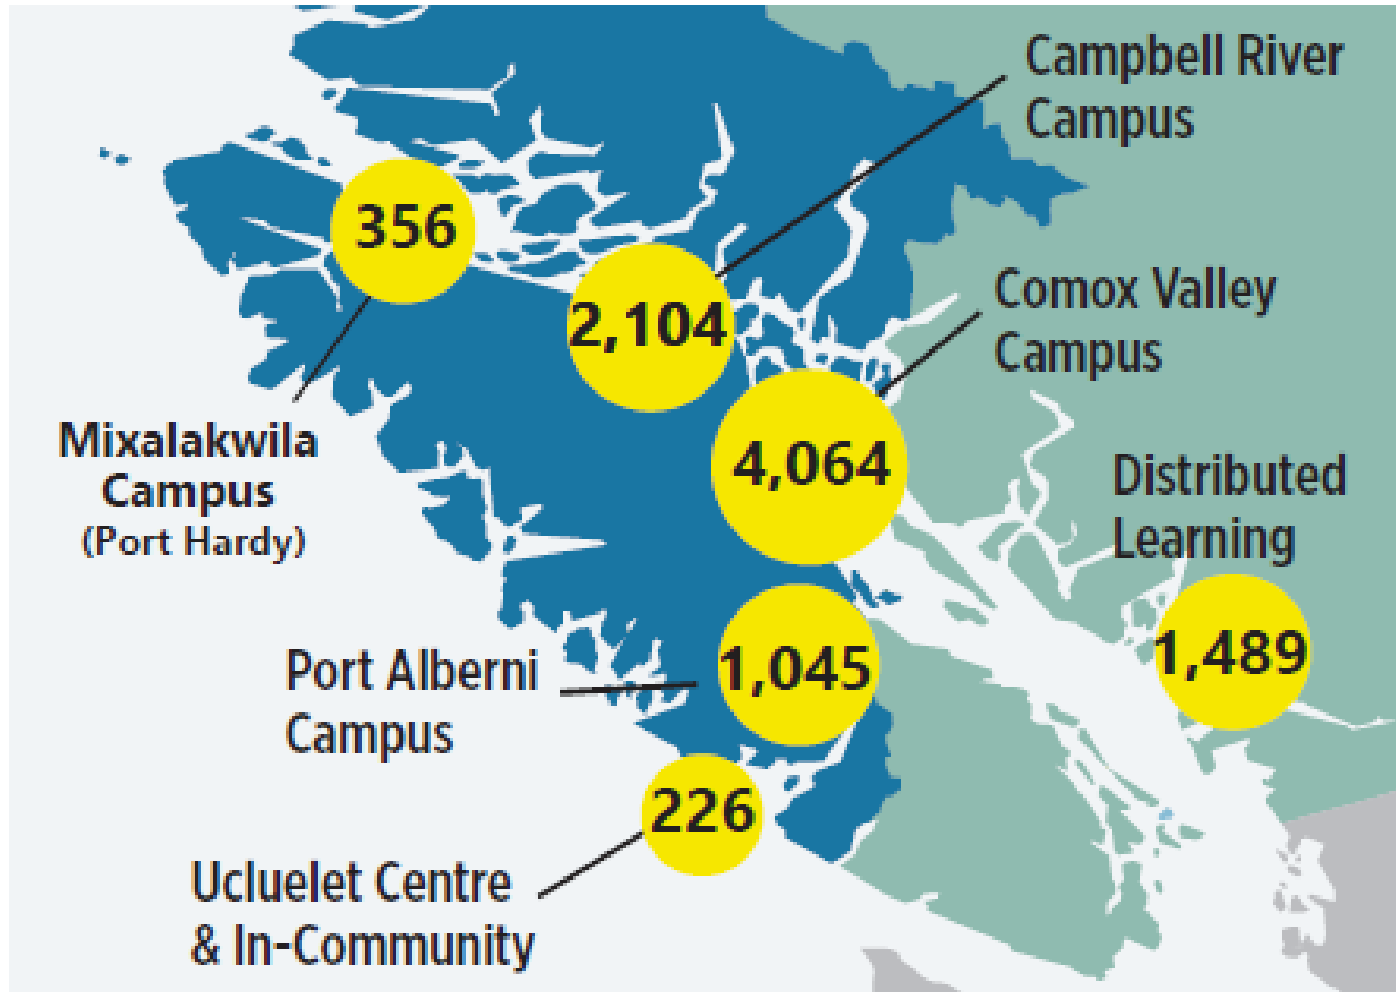 Campbell River
Campus
356
2,104
Comox Valley
Campus
Mixalakwila
Campus
(Port Hardy)
4,064
Distributed
Learning
Port Alberni
Campus
1,045
1,489
226
Ucluelet Centre
& In-Community